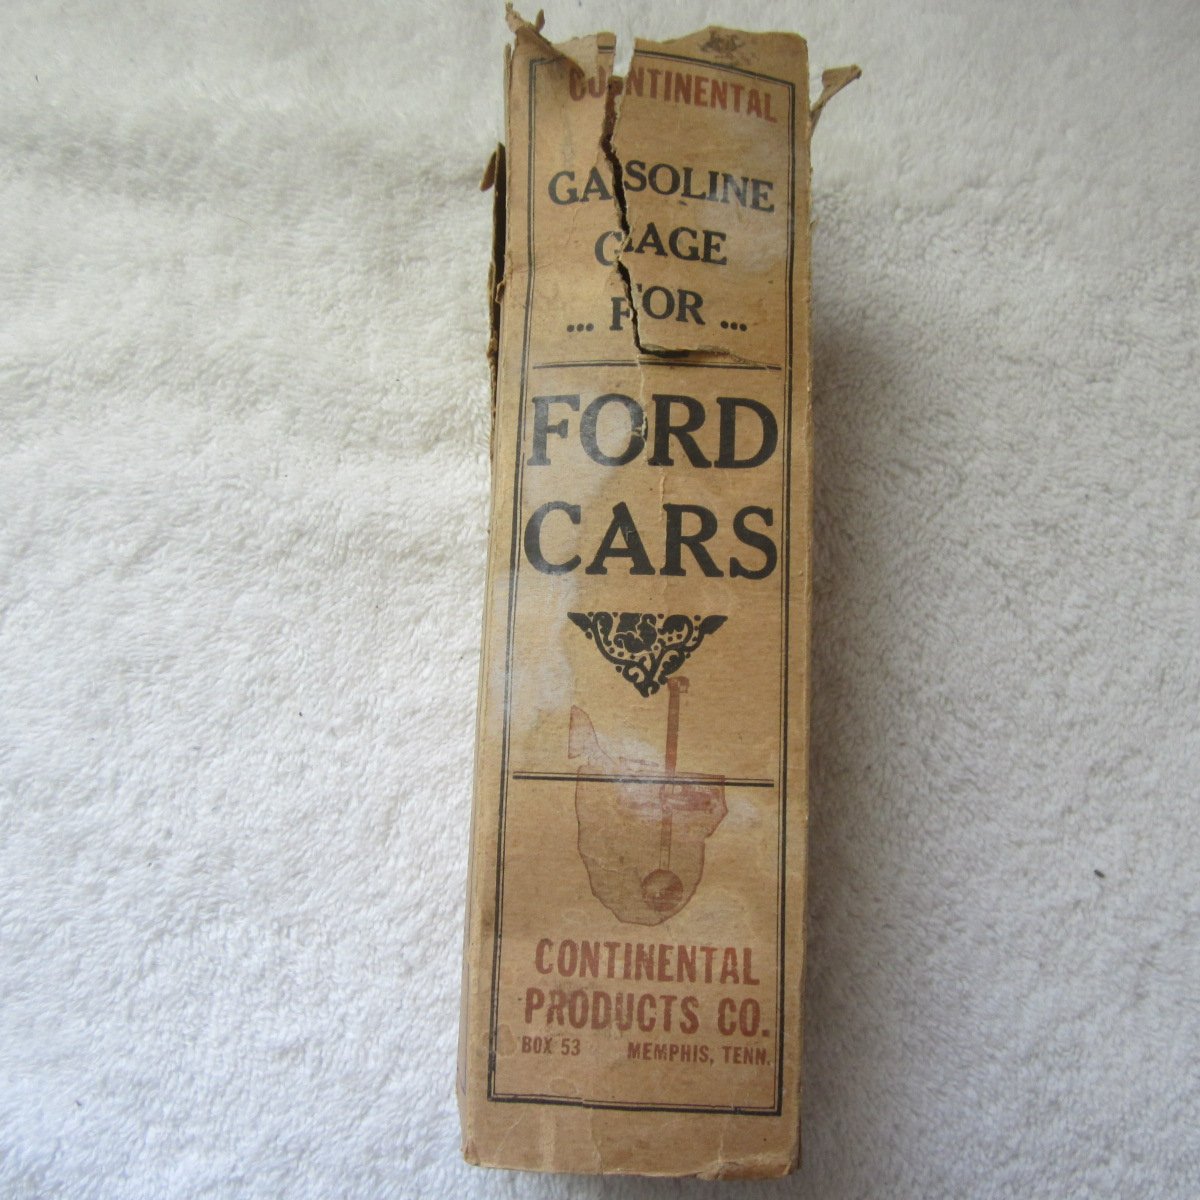 CONTINENTAL
GASOLINE
GAGE
... FOR ...
FORD
CARS
CONTINENTAL
PRODUCTS CO.
BOX 53 MEMPHIS, TENN.